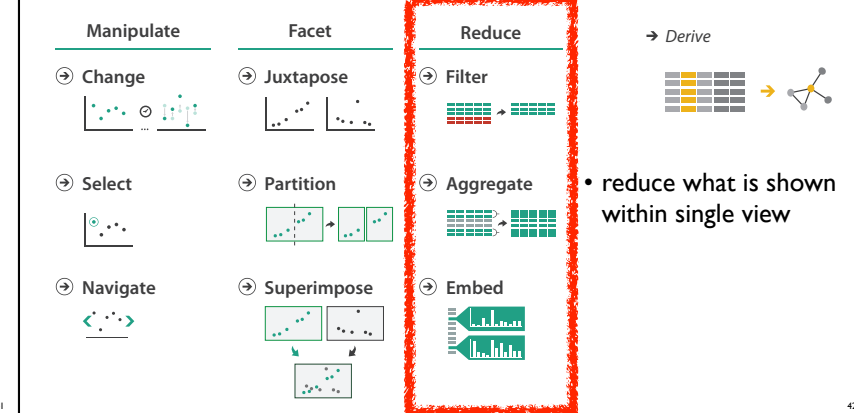 Manipulate
Facet
Reduce
→ Derive
→ Change
→ Juxtapose
→ Filter
...
→ Select
→ Partition
→ Aggregate
• reduce what is shown
within single view
→ Navigate
→ Superimpose
→ Embed